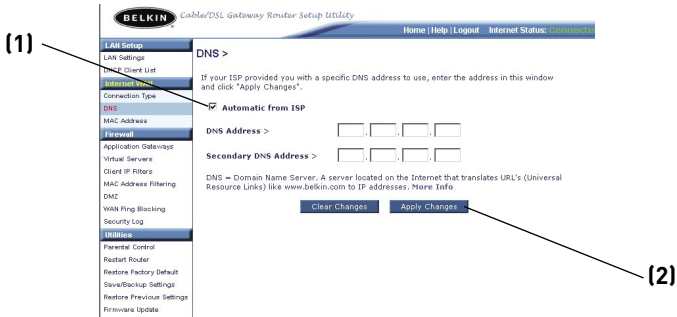 BELKIN Cable/DSL Gateway Router Setup Utility
Home | Help | Logout Internet Status: Connected
(1)
LAN Setup
LAN Settings
DHCP Client List
Internet WAN
Connection Type
DNS
MAC Address
Firewall
Application Gateways
Virtual Servers
Client IP Filters
MAC Address Filtering
DMZ
WAN Ping Blocking
Security Log
Utilities
Parental Control
Restart Router
Restore Factory Default
Save/Backup Settings
Restore Previous Settings
Firmware Update
DNS >
If your ISP provided you with a specific DNS address to use, enter the address in this window
and click "Apply Changes".
Automatic from ISP
DNS Address >
. . .
Secondary DNS Address >
. . .
DNS = Domain Name Server. A server located on the Internet that translates URL's (Universal
Resource Links) like www.belkin.com to IP addresses. More Info
Clear Changes Apply Changes
(2)